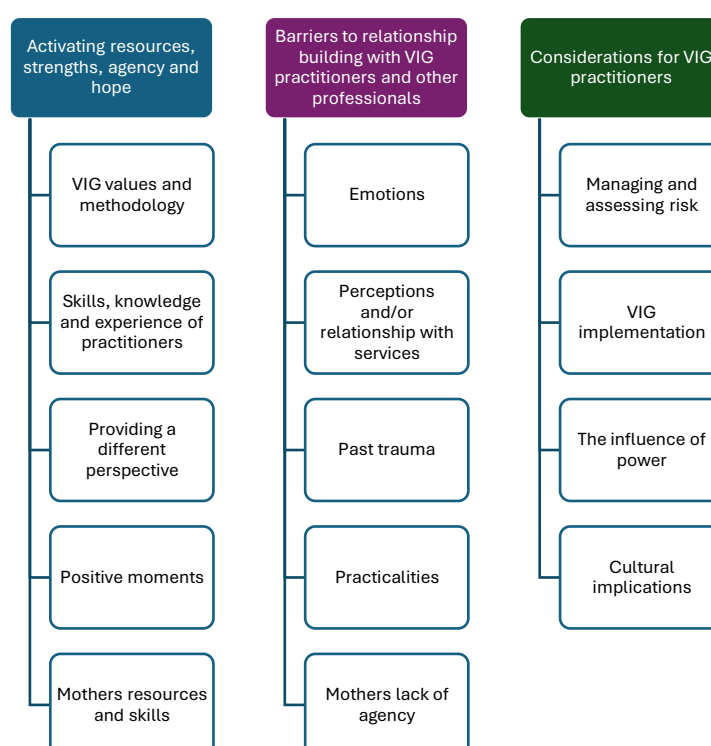 Activating resources,
strengths, agency and
hope
VIG values and
methodology
Skills, knowledge
and experience of
practitioners
Providing a
different
perspective
Positive moments
Mothers resources
and skills
Barriers to relationship
building with VIG
practitioners and other
professionals
Emotions
Perceptions
and/or
relationship with
services
Past trauma
Practicalities
Mothers lack of
agency
Considerations for VIG
practitioners
Managing and
assessing risk
VIG
implementation
The influence of
power
Cultural
implications